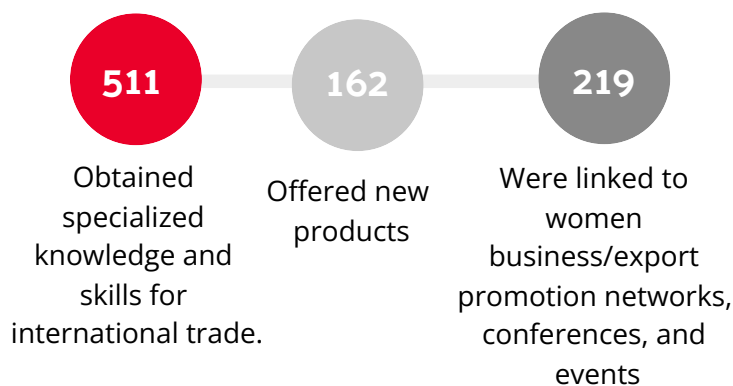 511
Obtained
specialized
knowledge and
skills for
international trade.
162
Offered new
products
219
Were linked to
women
business/export
promotion networks,
conferences, and
events